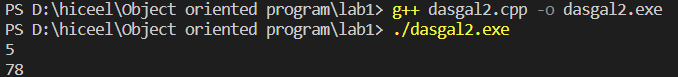 PS D:\hiceel\Object oriented program\lab1> g++ dasgal2.cpp -o dasgal2.exe
PS D:\hiceel\Object oriented program\lab1> ./dasgal2.exe
5
78